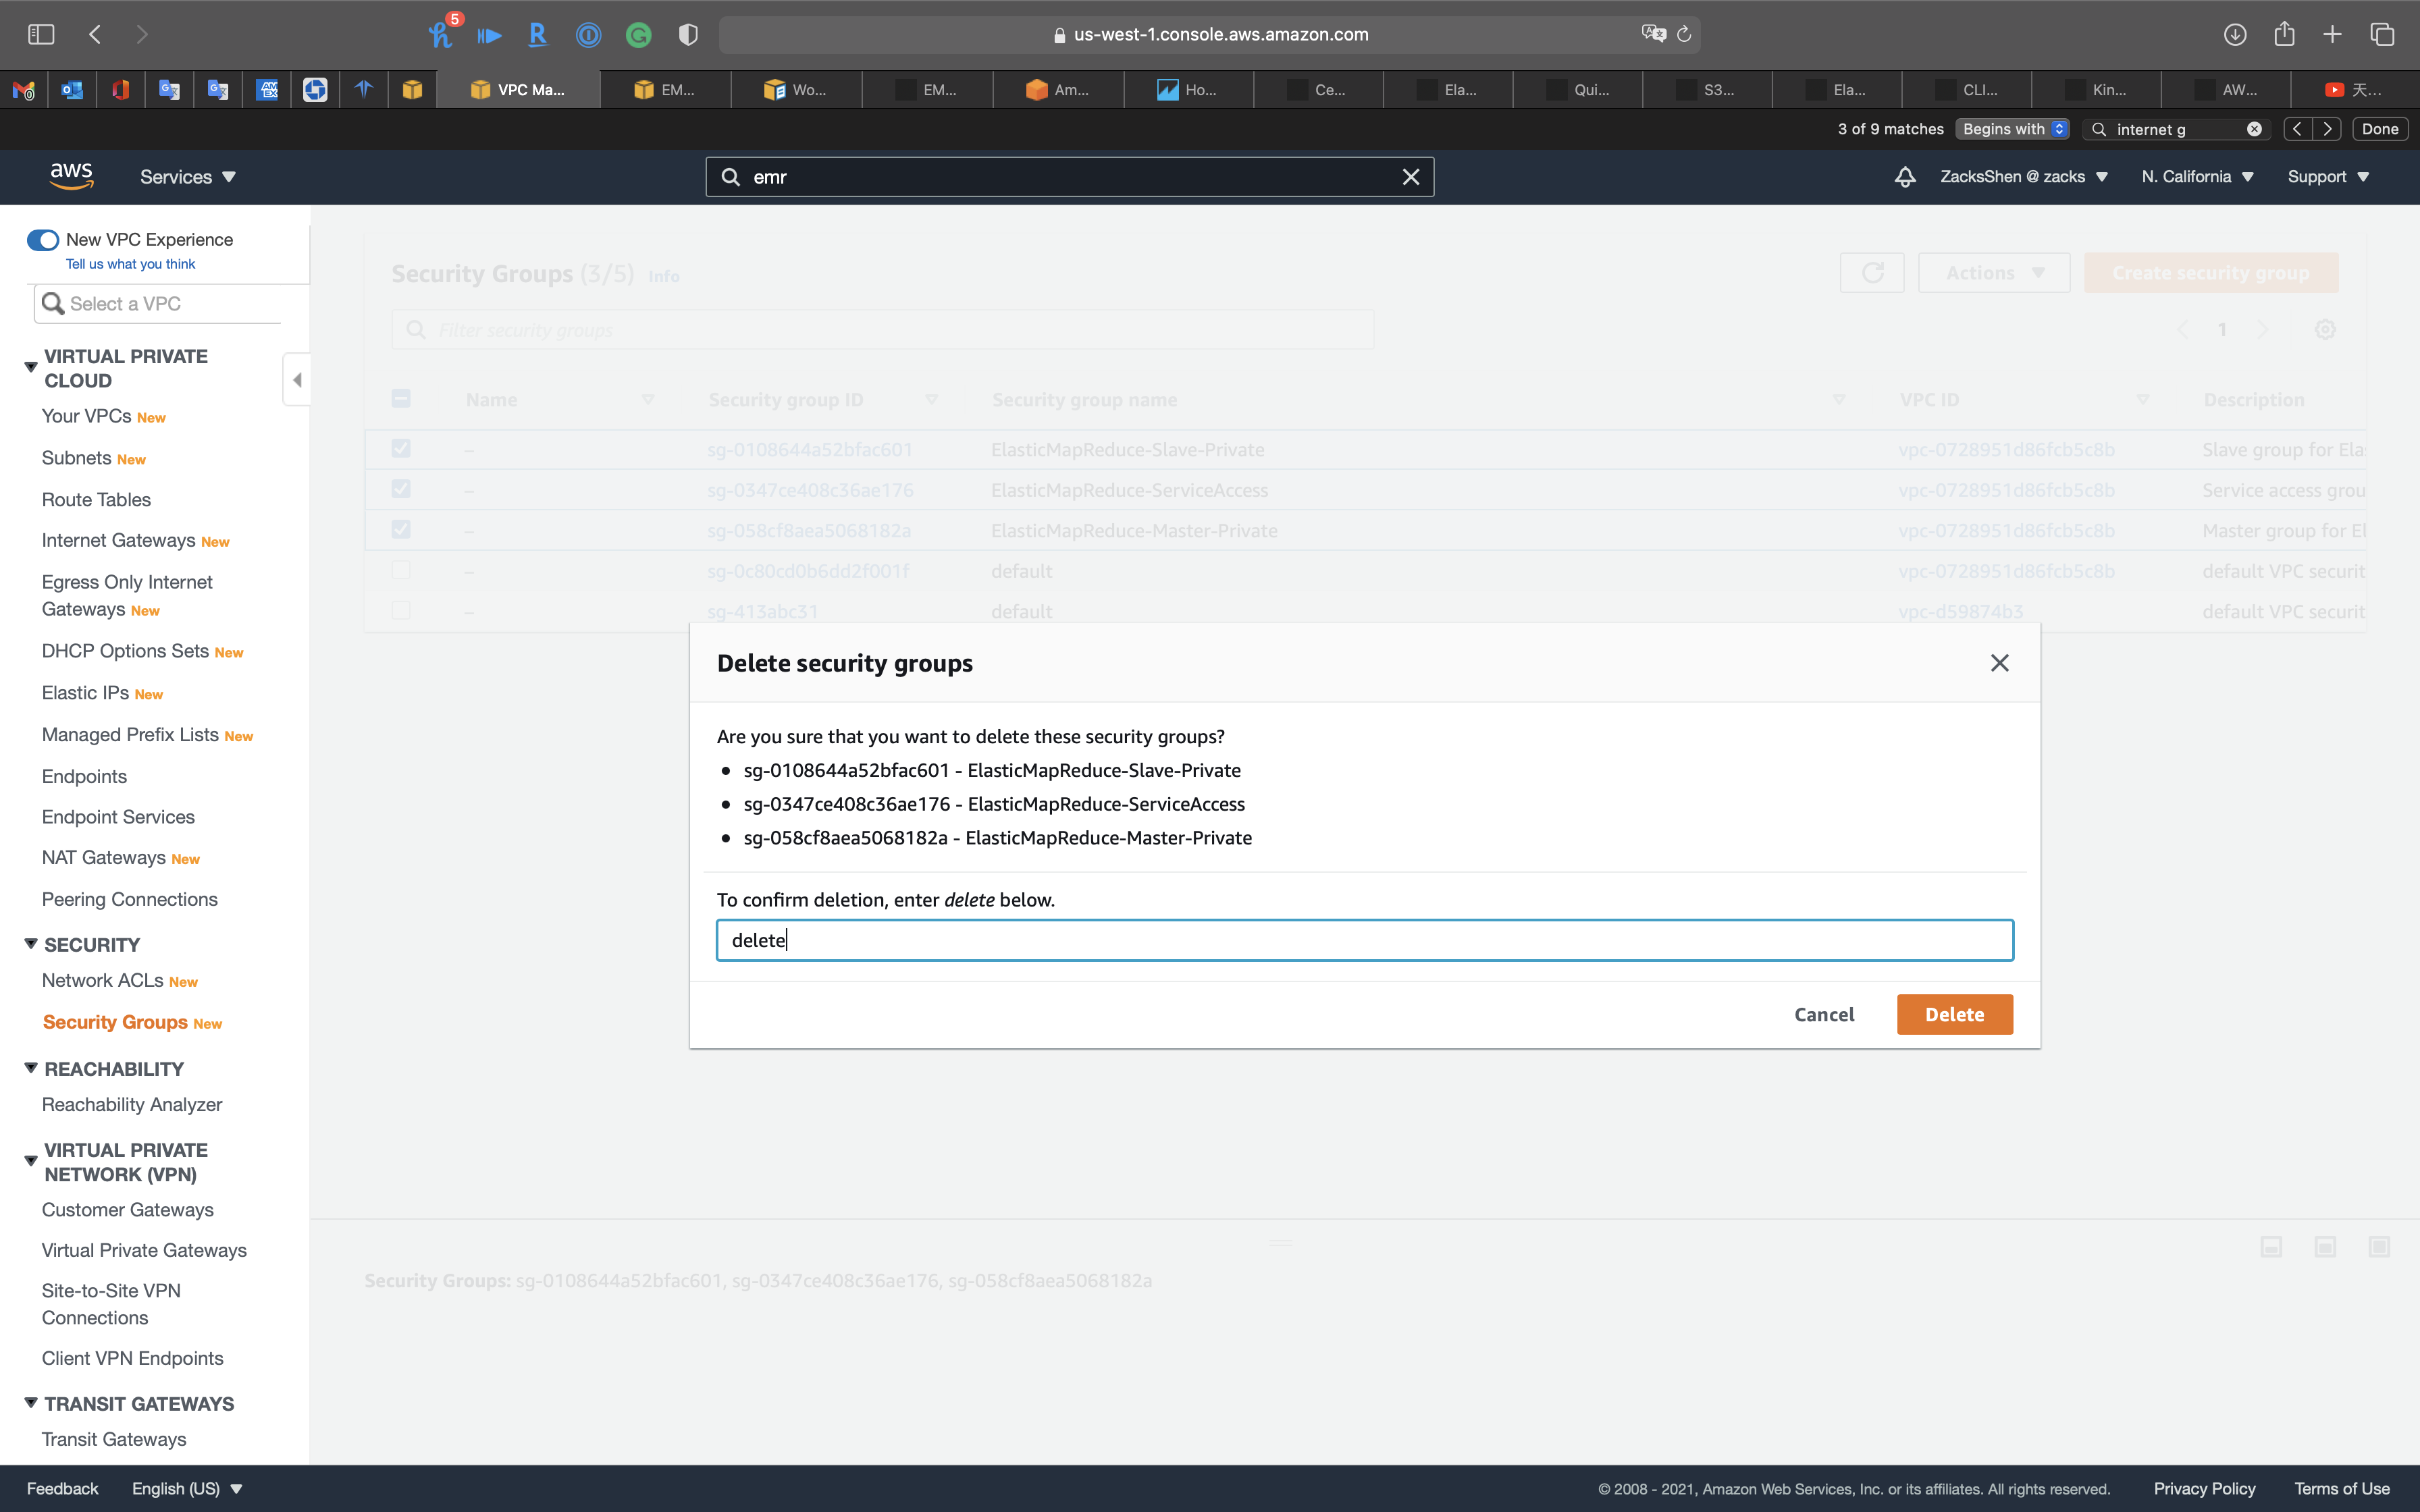 5
us-west-1.console.aws.amazon.com
VPC Ma...
EM...
Wo...
EM...
Am...
Ho...
Ce...
Ela...
Qui...
S3...
Ela...
CLI...
Kin...
AW...
天...
3 of 9 matches
Begins with
internet g
Done
aws
Services
emr
ZacksShen @ zacks
N. California
Support
New VPC Experience
Tell us what you think
Select a VPC
VIRTUAL PRIVATE
CLOUD
Your VPCs New
Subnets New
Route Tables
Internet Gateways New
Egress Only Internet
Gateways New
DHCP Options Sets New
Elastic IPs New
Managed Prefix Lists New
Endpoints
Endpoint Services
NAT Gateways New
Peering Connections
SECURITY
Network ACLs New
Security Groups New
REACHABILITY
Reachability Analyzer
VIRTUAL PRIVATE
NETWORK (VPN)
Customer Gateways
Virtual Private Gateways
Site-to-Site VPN
Connections
Client VPN Endpoints
TRANSIT GATEWAYS
Transit Gateways
Security Groups (3/5) Info
Actions
Create security group
Filter security groups
1
Name Security group ID Security group name VPC ID Description
– sg-0108644a52bfac601 ElasticMapReduce-Slave-Private vpc-0728951d86fcb5c8b Slave group for Ela
– sg-0347ce408c36ae176 ElasticMapReduce-ServiceAccess vpc-0728951d86fcb5c8b Service access grou
– sg-058cf8aea5068182a ElasticMapReduce-Master-Private vpc-0728951d86fcb5c8b Master group for El
– sg-0c80cd0b6dd2f001f default vpc-0728951d86fcb5c8b default VPC securit
– sg-413abc31 default vpc-d59874b3 default VPC securit
Delete security groups
Are you sure that you want to delete these security groups?
• sg-0108644a52bfac601 - ElasticMapReduce-Slave-Private
• sg-0347ce408c36ae176 - ElasticMapReduce-ServiceAccess
• sg-058cf8aea5068182a - ElasticMapReduce-Master-Private
To confirm deletion, enter delete below.
delete
Cancel
Delete
Security Groups: sg-0108644a52bfac601, sg-0347ce408c36ae176, sg-058cf8aea5068182a
Feedback
English (US)
© 2008 - 2021, Amazon Web Services, Inc. or its affiliates. All rights reserved.
Privacy Policy
Terms of Use